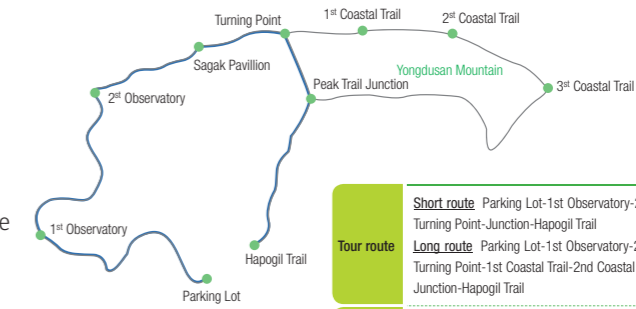 Turning Point
1st Coastal Trail
2nd Coastal Trail
Sagak Pavillion
Yongdusan Mountain
Peak Trail Junction
3rd Coastal Trail
2nd Observatory
1st Observatory
Hapogil Trail
Parking Lot
Tour route
Short route Parking Lot-1st Observatory-
Turning Point-Junction-Hapogil Trail
Long route Parking Lot-1st Observatory-2
Turning Point-1st Coastal Trail-2nd Coastal
Junction-Hapogil Trail